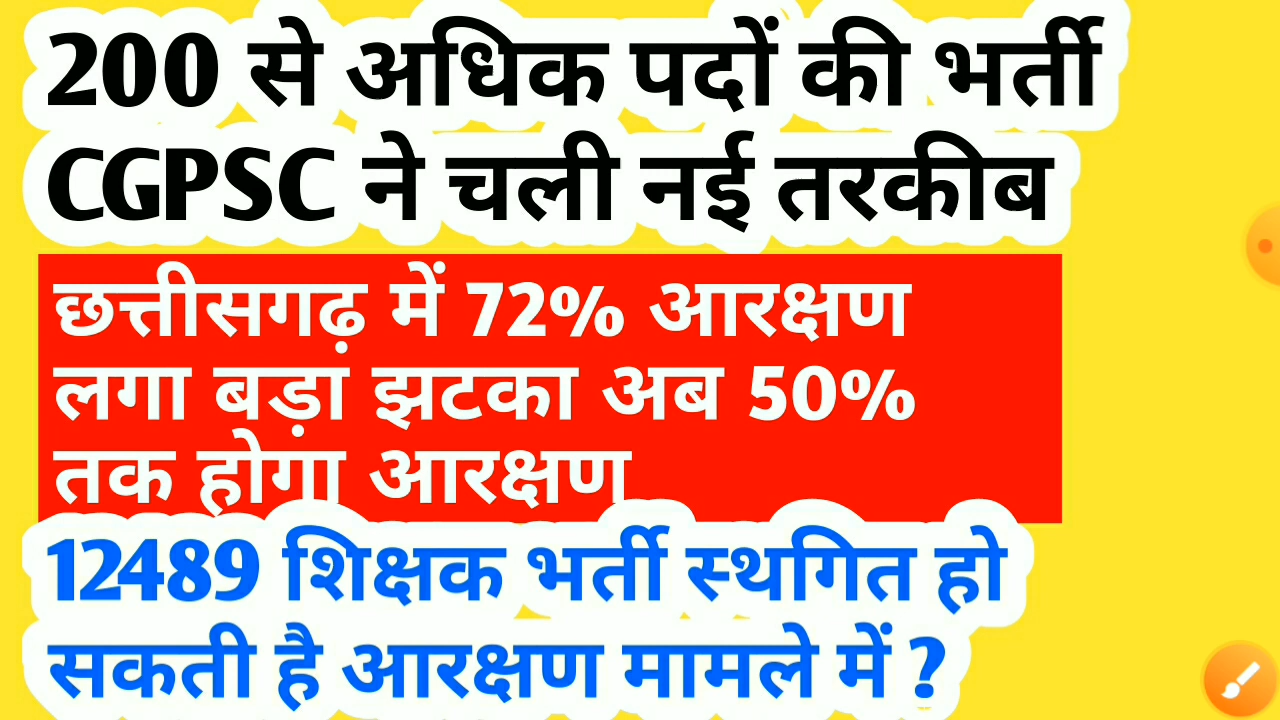 200 से अधिक पदों की भर्ती
CGPSC ने चली नई तरकीब
छत्तीसगढ़ में 72% आरक्षण
लगा बड़ा झटका अब 50%
तक होगा आरक्षण
12489 शिक्षक भर्ती स्थगित हो
सकती है आरक्षण मामले में ?